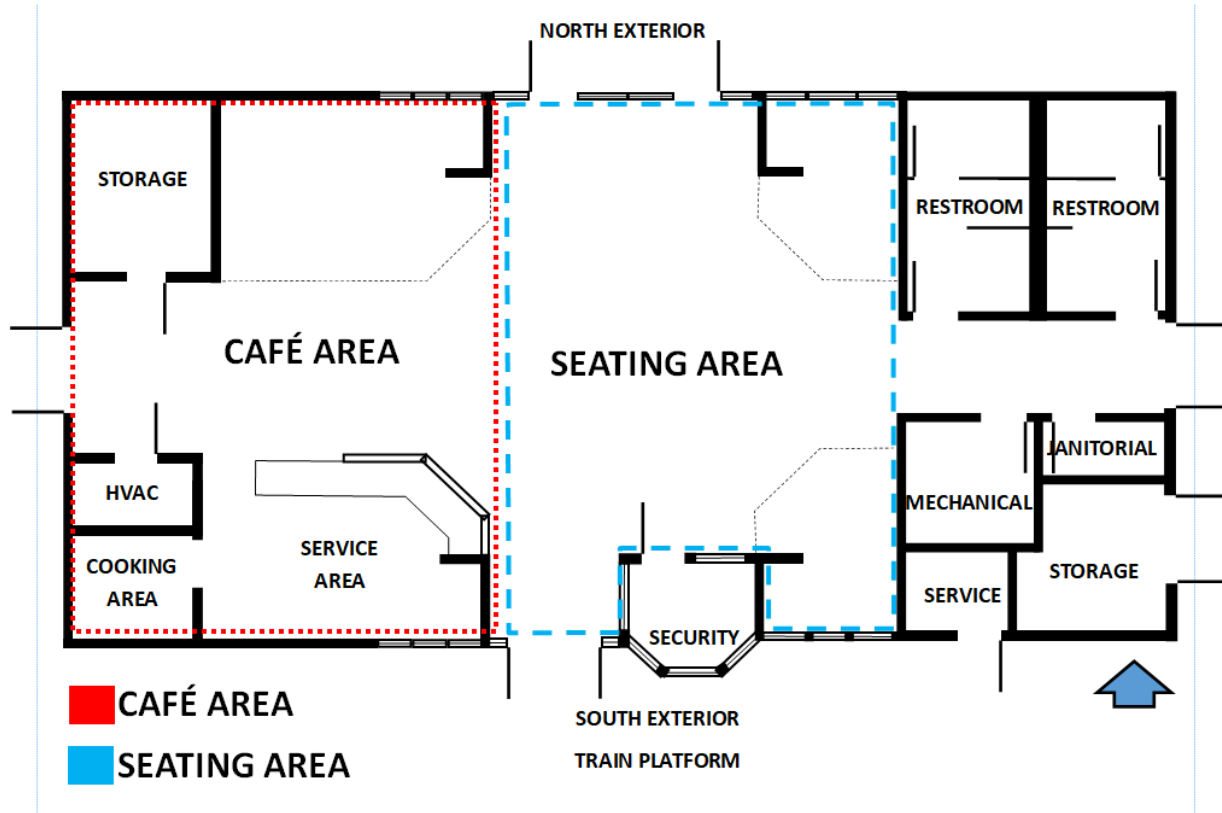 NORTH EXTERIOR
STORAGE
RESTROOM
RESTROOM
CAFÉ AREA
SEATING AREA
HVAC
COOKING
AREA
SERVICE
AREA
MECHANICAL
JANITORIAL
STORAGE
SERVICE
SECURITY
SOUTH EXTERIOR
TRAIN PLATFORM
CAFÉ AREA
SEATING AREA